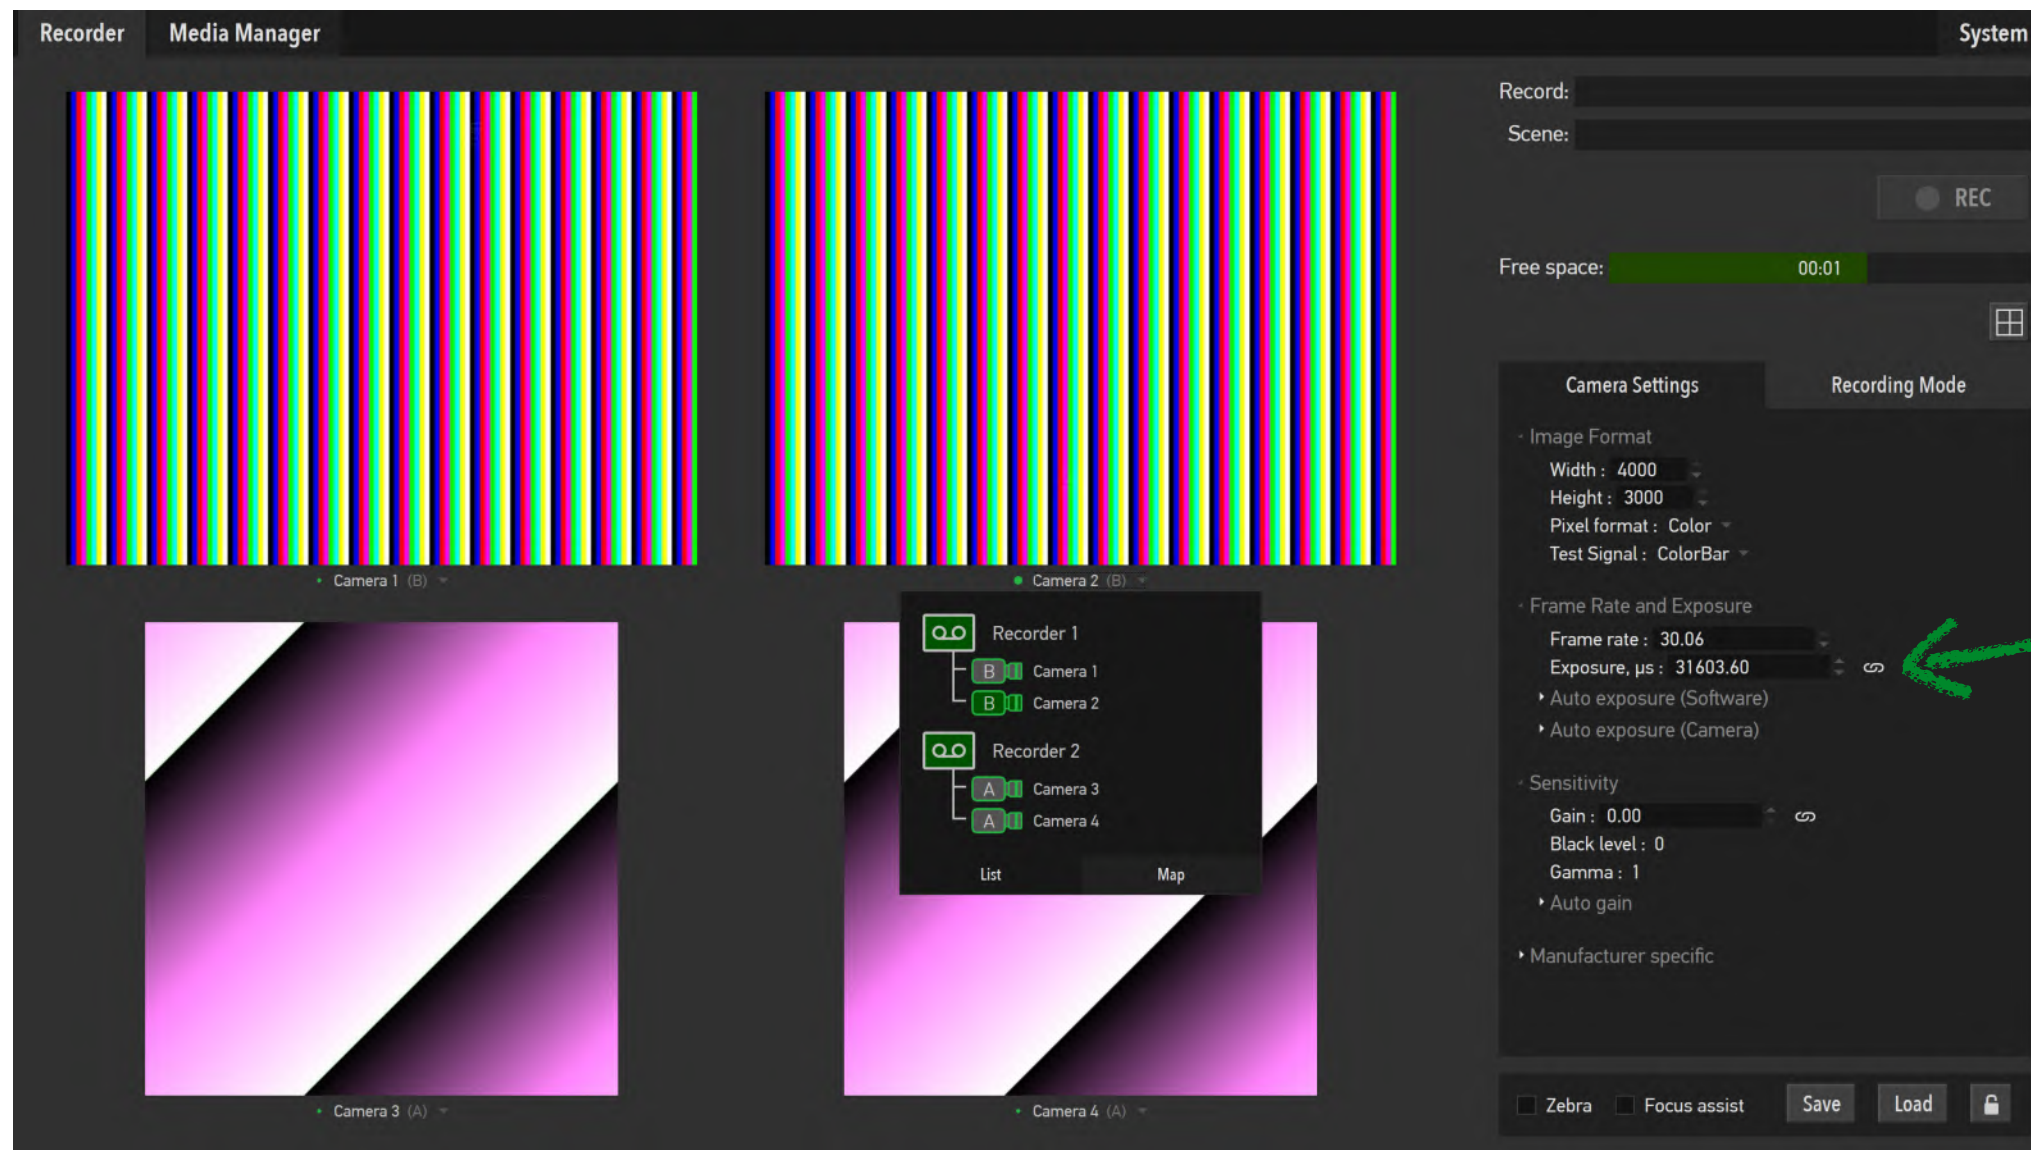 Recorder Media Manager System
Record:
Scene:
REC
Free space: 00:01
Camera Settings Recording Mode
Image Format
Width : 4000
Height : 3000
Pixel format : Color
Test Signal : ColorBar
Camera 1 (B)
Camera 2 (B)
Recorder 1
B Camera 1
B Camera 2
Recorder 2
A Camera 3
A Camera 4
List Map
Frame Rate and Exposure
Frame rate : 30.06
Exposure, µs : 31603.60
Auto exposure (Software)
Auto exposure (Camera)
Sensitivity
Gain : 0.00
Black level : 0
Gamma : 1
Auto gain
Manufacturer specific
Camera 3 (A)
Camera 4 (A)
Zebra Focus assist Save Load